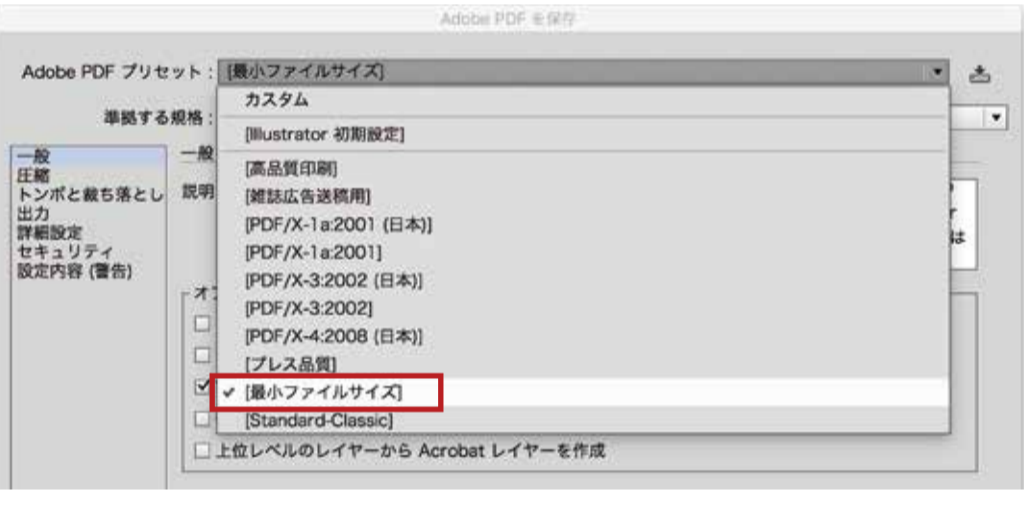 Adobe PDF を保存
Adobe PDF プリセット : [最小ファイルサイズ]
カスタム
準拠する規格 :
[Illustrator 初期設定]
一般
一般
[高品質印刷]
圧縮
トンボと裁ち落とし
説明
[雑誌広告送稿用]
出力
[PDF/X-1a:2001 (日本)]
詳細設定
は
セキュリティ
[PDF/X-1a:2001]
設定内容 (警告)
[PDF/X-3:2002 (日本)]
オ
[PDF/X-3:2002]
[PDF/X-4:2008 (日本)]
[プレス品質]
✓ [最小ファイルサイズ]
[Standard-Classic]
上位レベルのレイヤーから Acrobat レイヤーを作成